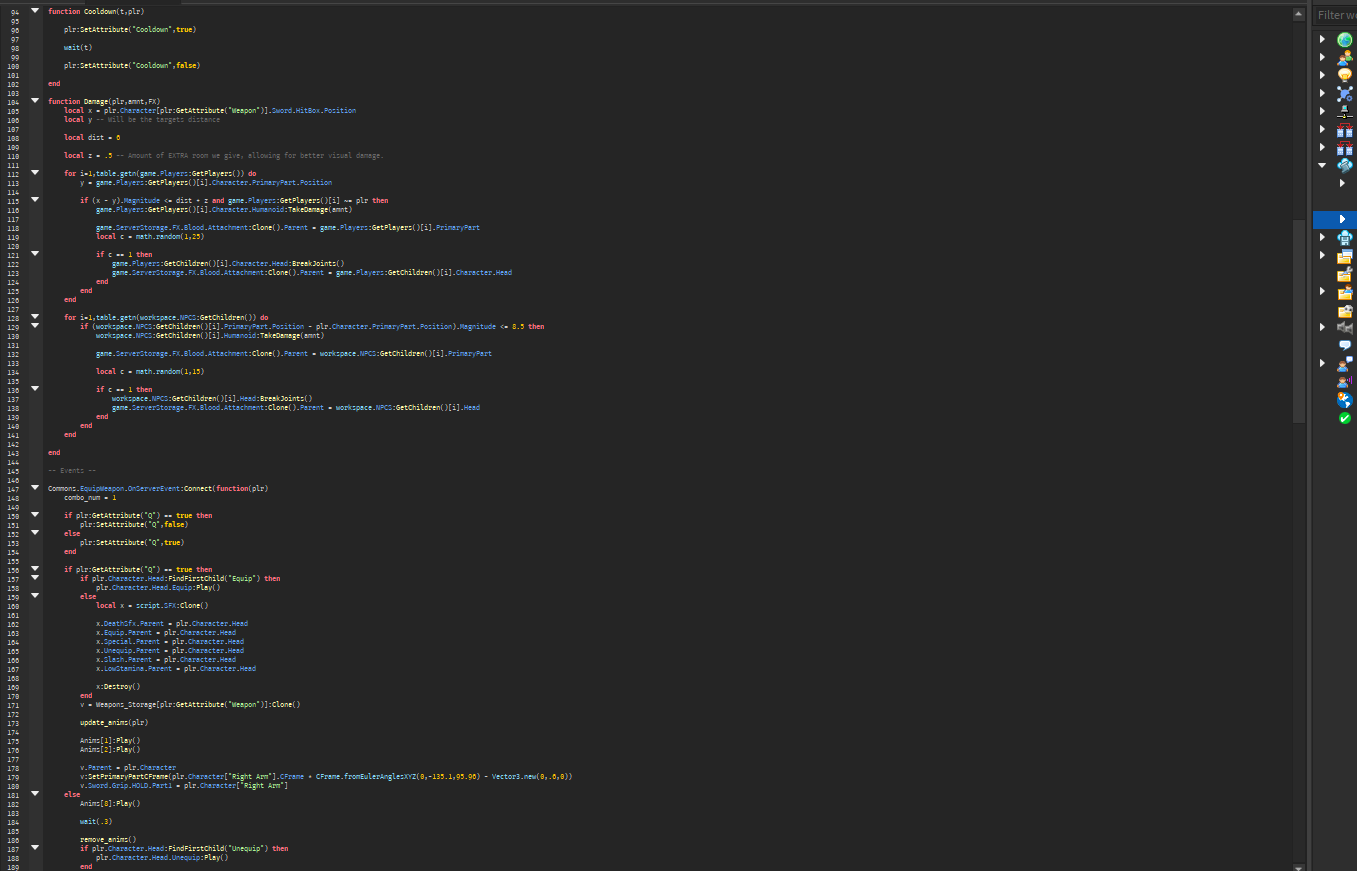 94 function Cooldown(t,plr)
95
96 plr:SetAttribute("Cooldown",true)
97
98 wait(t)
99
100 plr:SetAttribute("Cooldown",false)
101
102 end
103
104 function Damage(plr,amnt,FX)
105 local x = plr.Character[plr:GetAttribute("Weapon")].Sword.HitBox.Position
106 local y -- Will be the targets distance
107
108 local dist = 6
109
110 local z = .5 -- Amount of EXTRA room we give, allowing for better visual damage.
111
112 for i=1,table.getn(game.Players:GetPlayers()) do
113 y = game.Players:GetPlayers()[i].Character.PrimaryPart.Position
114
115 if (x - y).Magnitude <= dist + z and game.Players:GetPlayers()[i] ~= plr then
116 game.Players:GetPlayers()[i].Character.Humanoid:TakeDamage(amnt)
117
118 game.ServerStorage.FX.Blood.Attachment:Clone().Parent = game.Players:GetPlayers()[i].PrimaryPart
119 local c = math.random(1,25)
120
121 if c == 1 then
122 game.Players:GetChildren()[i].Character.Head:BreakJoints()
123 game.ServerStorage.FX.Blood.Attachment:Clone().Parent = game.Players:GetChildren()[i].Character.Head
124 end
125 end
126 end
127
128 for i=1,table.getn(workspace.NPCS:GetChildren()) do
129 if (workspace.NPCS:GetChildren()[i].PrimaryPart.Position - plr.Character.PrimaryPart.Position).Magnitude <= 8.5 then
130 workspace.NPCS:GetChildren()[i].Humanoid:TakeDamage(amnt)
131
132 game.ServerStorage.FX.Blood.Attachment:Clone().Parent = workspace.NPCS:GetChildren()[i].PrimaryPart
133
134 local c = math.random(1,15)
135
136 if c == 1 then
137 workspace.NPCS:GetChildren()[i].Head:BreakJoints()
138 game.ServerStorage.FX.Blood.Attachment:Clone().Parent = workspace.NPCS:GetChildren()[i].Head
139 end
140 end
141 end
142
143 end
144
145 -- Events --
146
147 Commons.EquipWeapon.OnServerEvent:Connect(function(plr)
148 combo_num = 1
149
150 if plr:GetAttribute("Q") == true then
151 plr:SetAttribute("Q",false)
152 else
153 plr:SetAttribute("Q",true)
154 end
155
156 if plr:GetAttribute("Q") == true then
157 if plr.Character.Head:FindFirstChild("Equip") then
158 plr.Character.Head.Equip:Play()
159 else
160 local x = script.SFX:Clone()
161
162 x.DeathSfx.Parent = plr.Character.Head
163 x.Equip.Parent = plr.Character.Head
164 x.Special.Parent = plr.Character.Head
165 x.Unequip.Parent = plr.Character.Head
166 x.Slash.Parent = plr.Character.Head
167 x.LowStamina.Parent = plr.Character.Head
168
169 x:Destroy()
170 end
171 v = Weapons_Storage[plr:GetAttribute("Weapon")]:Clone()
172
173 update_anims(plr)
174
175 Anims[1]:Play()
176 Anims[2]:Play()
177
178 v.Parent = plr.Character
179 v:SetPrimaryPartCFrame(plr.Character["Right Arm"].CFrame * CFrame.fromEulerAnglesXYZ(0,-135.1,95.96) - Vector3.new(0,.6,0))
180 v.Sword.Grip.HOLD.Part1 = plr.Character["Right Arm"]
181 else
182 Anims[8]:Play()
183
184 wait(.3)
185
186 remove_anims()
187 if plr.Character.Head:FindFirstChild("Unequip") then
188 plr.Character.Head.Unequip:Play()
189 end
Filter